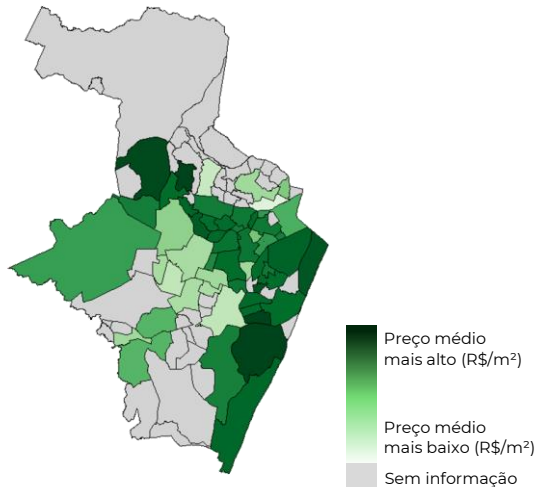 Preço médio
mais alto (R$/m²)
Preço médio
mais baixo (R$/m²)
Sem informação